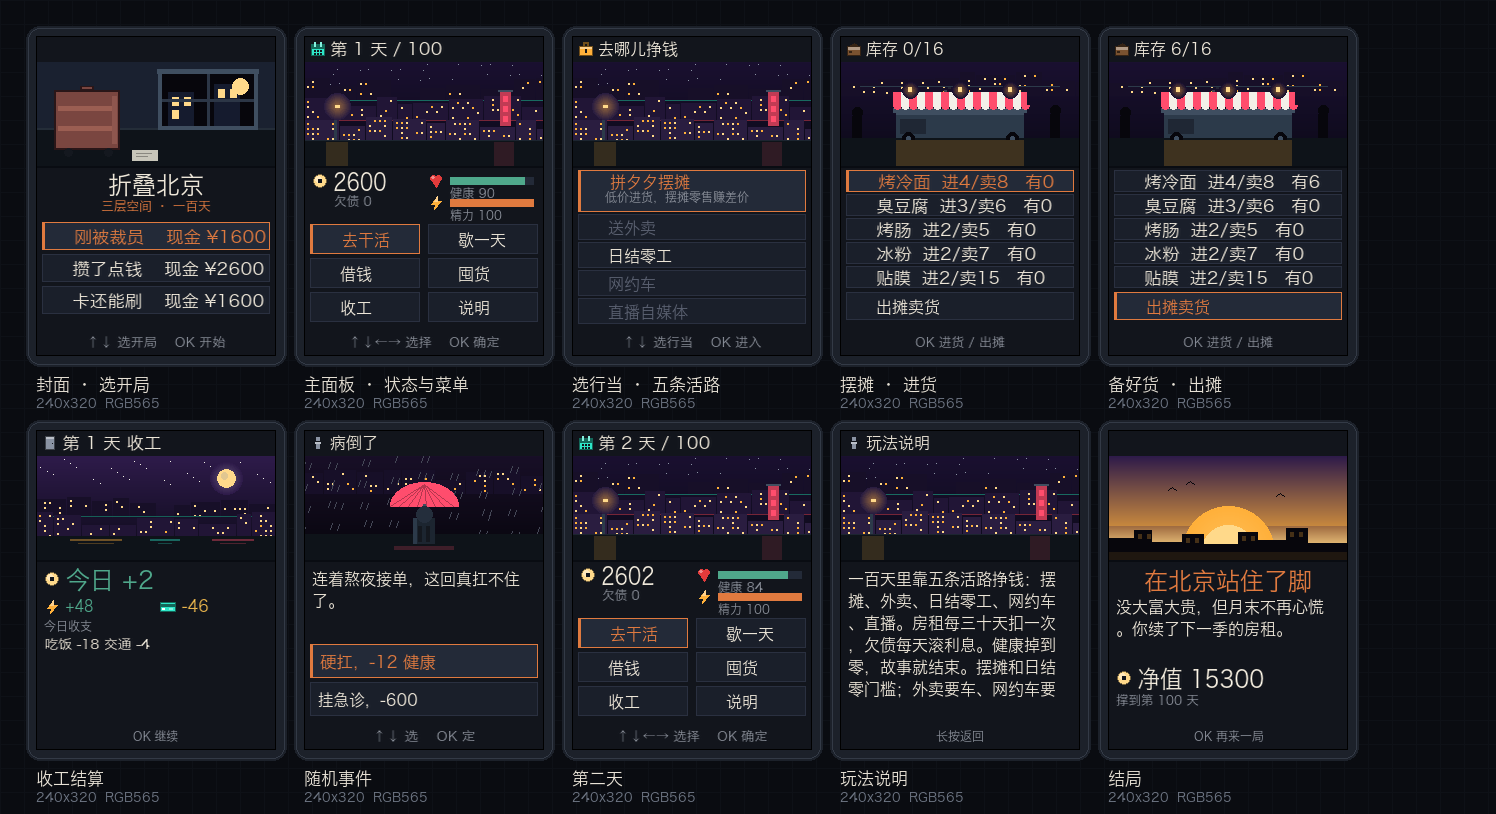 折叠北京
三层空间 · 一百天
刚被裁员 现金 ¥1600
攒了点钱 现金 ¥2600
卡还能刷 现金 ¥1600
↑↓ 选开局 OK 开始
封面 · 选开局
240x320 RGB565
第 1 天 / 100
2600
欠债 0
健康 90
精力 100
去干活
歇一天
借钱
囤货
收工
说明
↑↓←→ 选择 OK 确定
主面板 · 状态与菜单
240x320 RGB565
去哪儿挣钱
拼夕夕摆摊
低价进货，摆摊零售赚差价
送外卖
日结零工
网约车
直播自媒体
↑↓ 选行当 OK 进入
选行当 · 五条活路
240x320 RGB565
库存 0/16
烤冷面 进4/卖8 有0
臭豆腐 进3/卖6 有0
烤肠 进2/卖5 有0
冰粉 进2/卖7 有0
贴膜 进2/卖15 有0
出摊卖货
OK 进货 / 出摊
摆摊 · 进货
240x320 RGB565
库存 6/16
烤冷面 进4/卖8 有6
臭豆腐 进3/卖6 有0
烤肠 进2/卖5 有0
冰粉 进2/卖7 有0
贴膜 进2/卖15 有0
出摊卖货
OK 进货 / 出摊
备好货 · 出摊
240x320 RGB565
第 1 天 收工
今日 +2
+48
-46
今日收支
吃饭 -18 交通 -4
OK 继续
收工结算
240x320 RGB565
病倒了
连着熬夜接单，这回真扛不住
了。
硬扛，-12 健康
挂急诊，-600
↑↓ 选 OK 定
随机事件
240x320 RGB565
第 2 天 / 100
2602
欠债 0
健康 84
精力 100
去干活
歇一天
借钱
囤货
收工
说明
↑↓←→ 选择 OK 确定
第二天
240x320 RGB565
玩法说明
一百天里靠五条活路挣钱：摆
摊、外卖、日结零工、网约车
、直播。房租每三十天扣一次
，欠债每天滚利息。健康掉到
零，故事就结束。摆摊和日结
零门槛；外卖要车、网约车要
长按返回
玩法说明
240x320 RGB565
在北京站住了脚
没大富大贵，但月末不再心慌
。你续了下一季的房租。
净值 15300
撑到第 100 天
OK 再来一局
结局
240x320 RGB565